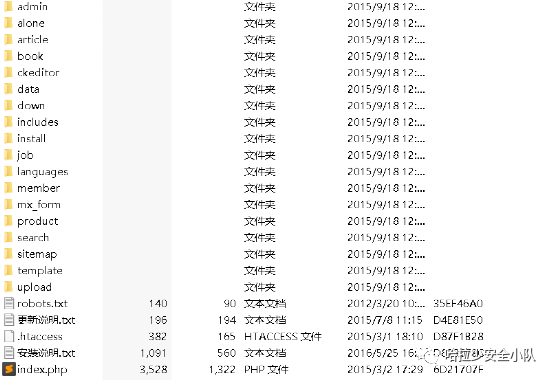 admin 文件夹 2015/9/18 12:...
alone 文件夹 2015/9/18 12:...
article 文件夹 2015/9/18 12:...
book 文件夹 2015/9/18 12:...
ckeditor 文件夹 2015/9/18 12:...
data 文件夹 2015/9/18 12:...
down 文件夹 2015/9/18 12:...
includes 文件夹 2015/9/18 12:...
install 文件夹 2015/9/18 12:...
job 文件夹 2015/9/18 12:...
languages 文件夹 2015/9/18 12:...
member 文件夹 2015/9/18 12:...
mx_form 文件夹 2015/9/18 12:...
product 文件夹 2015/9/18 12:...
search 文件夹 2015/9/18 12:...
sitemap 文件夹 2015/9/18 12:...
template 文件夹 2015/9/18 12:...
upload 文件夹 2015/9/18 12:...
robots.txt 140 90 文本文档 2012/3/20 10:... 35EF46A0
更新说明.txt 196 194 文本文档 2015/7/8 11:15 D4E81E50
.htaccess 382 165 HTACCESS 文件 2015/3/1 18:10 D87F1B28
安装说明.txt 1,091 560 文本文档 2016/5/25 16:...
index.php 3,528 1,322 PHP 文件 2015/3/2 17:29 6D21707F
哈拉少安全小队